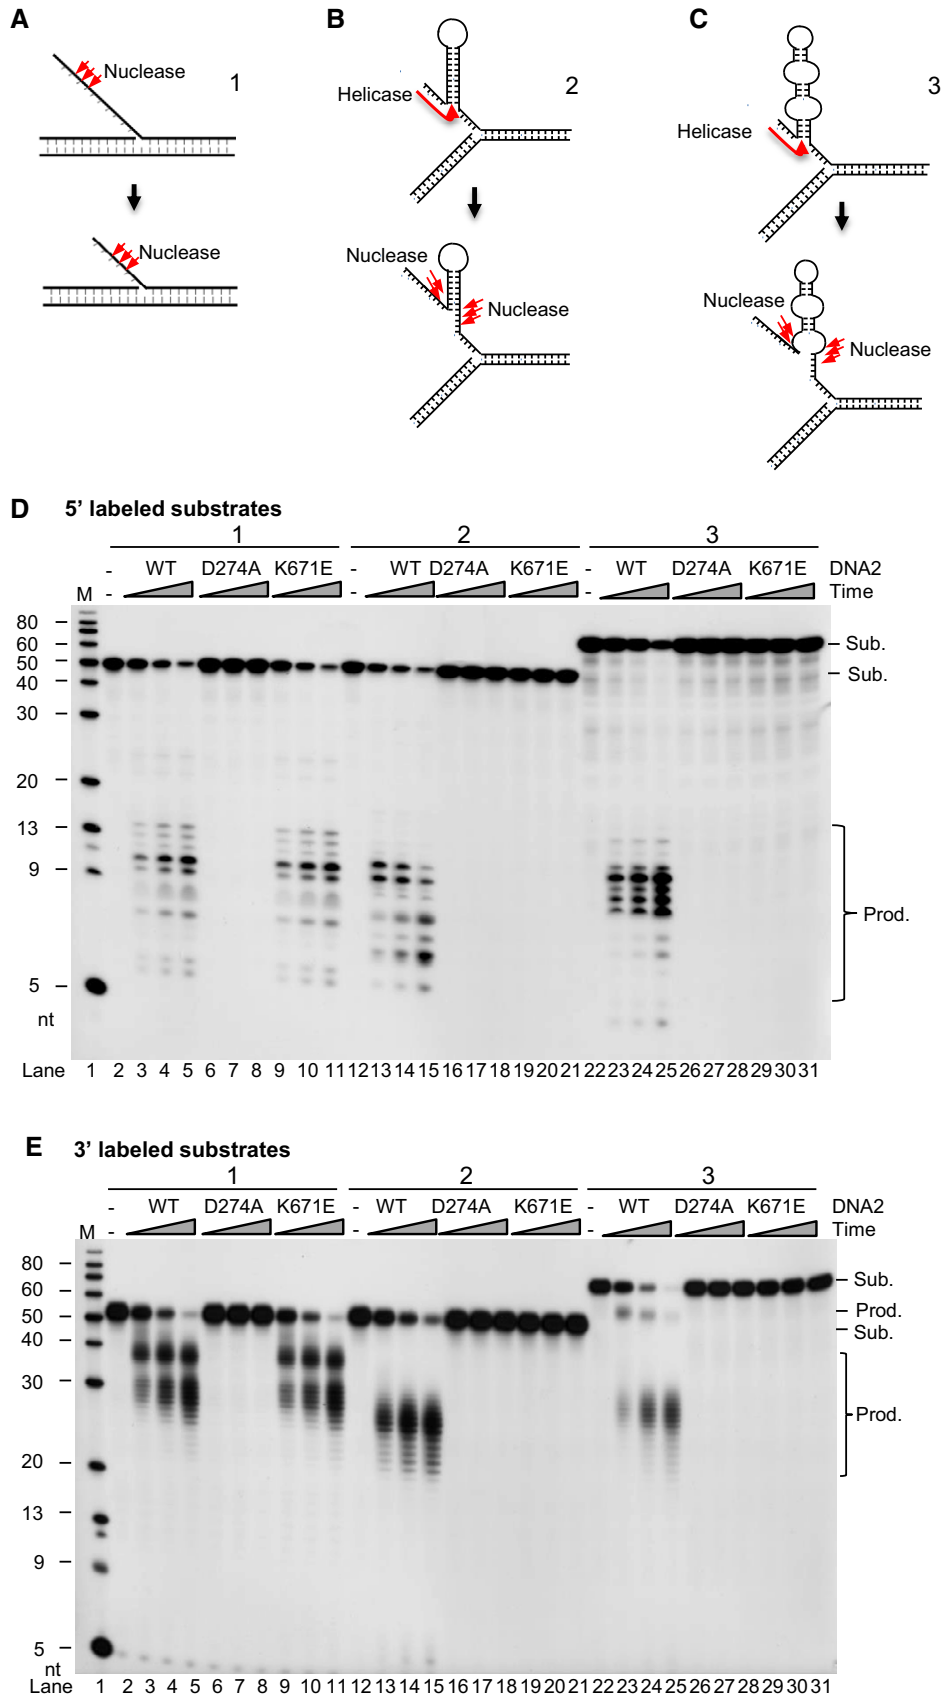 A B C
Nuclease 1
Nuclease
Helicase 2
Nuclease
Nuclease
Helicase 3
Nuclease
Nuclease
D 5’ labeled substrates
1 2 3
- WT D274A K671E - WT D274A K671E - WT D274A K671E DNA2
M - - - Time
80
60
50
40
30
20
13
9
5
nt
Sub.
Sub.
Prod.
Lane 1 2 3 4 5 6 7 8 9 10 11 12 13 14 15 16 17 18 19 20 21 22 23 24 25 26 27 28 29 30 31
E 3’ labeled substrates
1 2 3
- WT D274A K671E - WT D274A K671E - WT D274A K671E DNA2
M - - - Time
80
60
50
40
30
20
13
9
5
nt
Sub.
Prod.
Sub.
Prod.
Lane 1 2 3 4 5 6 7 8 9 10 11 12 13 14 15 16 17 18 19 20 21 22 23 24 25 26 27 28 29 30 31